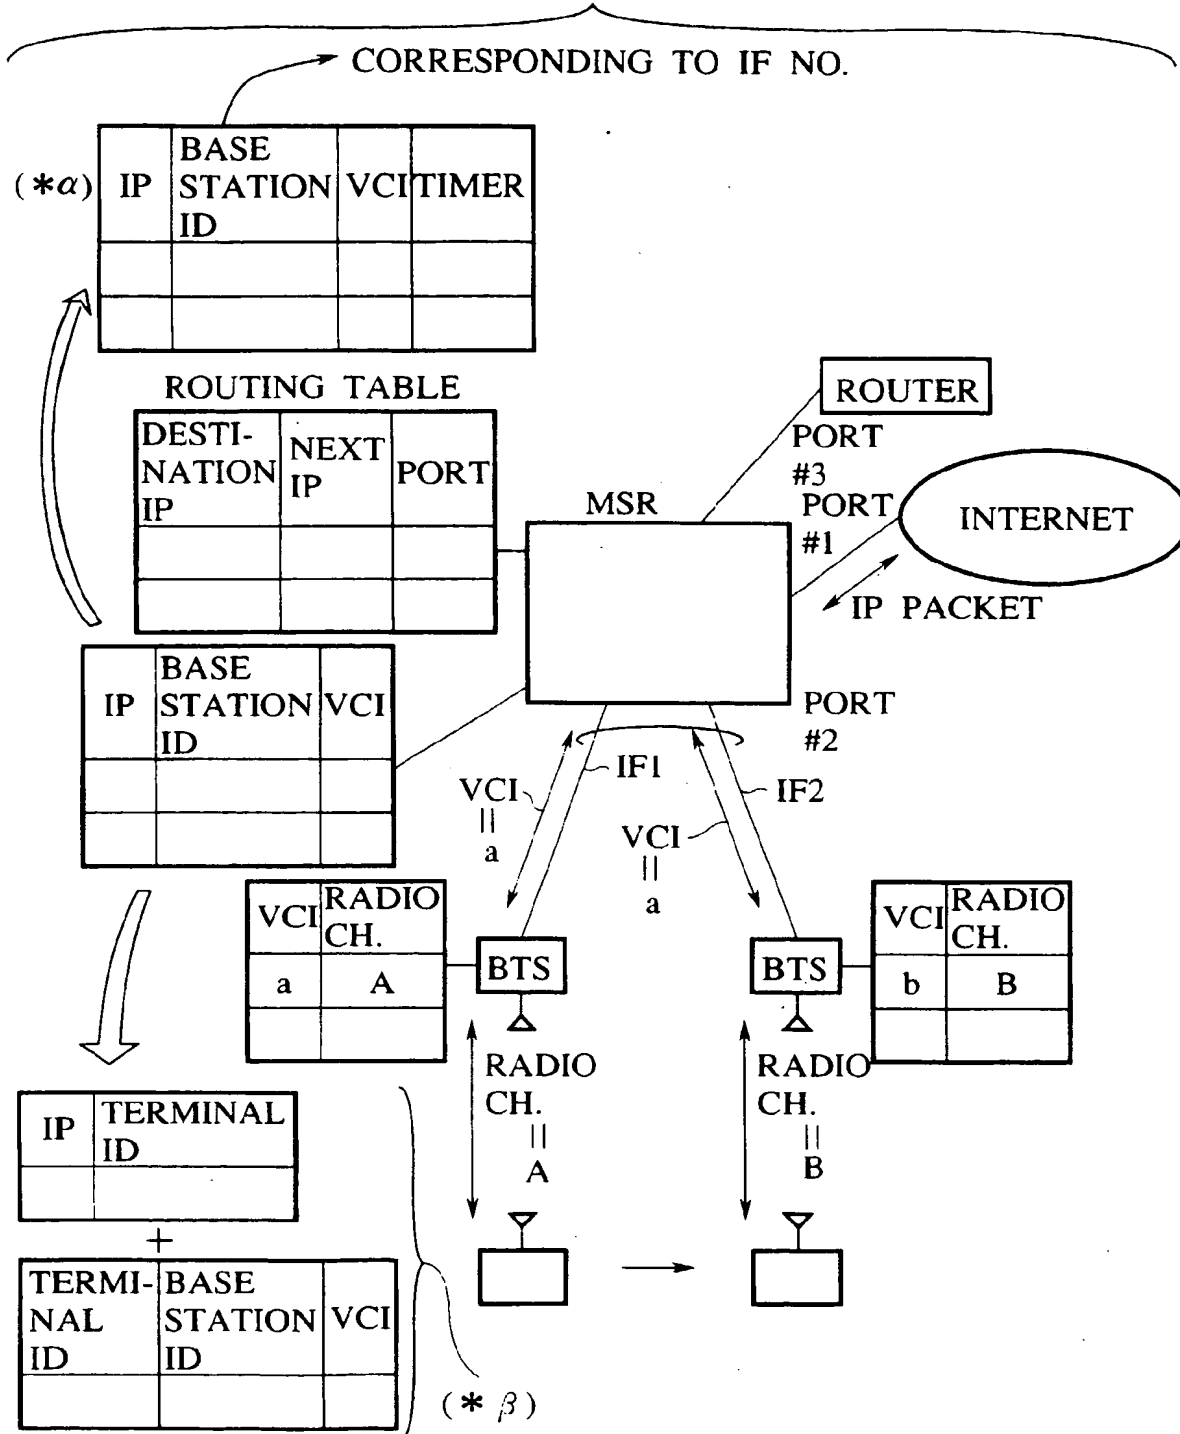 CORRESPONDING TO IF NO.
(*α)
IP
BASE
STATION
ID
VCI
TIMER
ROUTING TABLE
DESTI-
NATION
IP
NEXT
IP
PORT
ROUTER
PORT
#3
MSR
PORT
#1
INTERNET
IP PACKET
IP
BASE
STATION
ID
VCI
PORT
#2
IF1
IF2
VCI
||
a
VCI
||
a
VCI
RADIO
CH.
a
A
BTS
BTS
VCI
RADIO
CH.
b
B
RADIO
CH.
||
A
RADIO
CH.
||
B
IP
TERMINAL
ID
+
TERMI-
NAL
ID
BASE
STATION
ID
VCI
(* β)